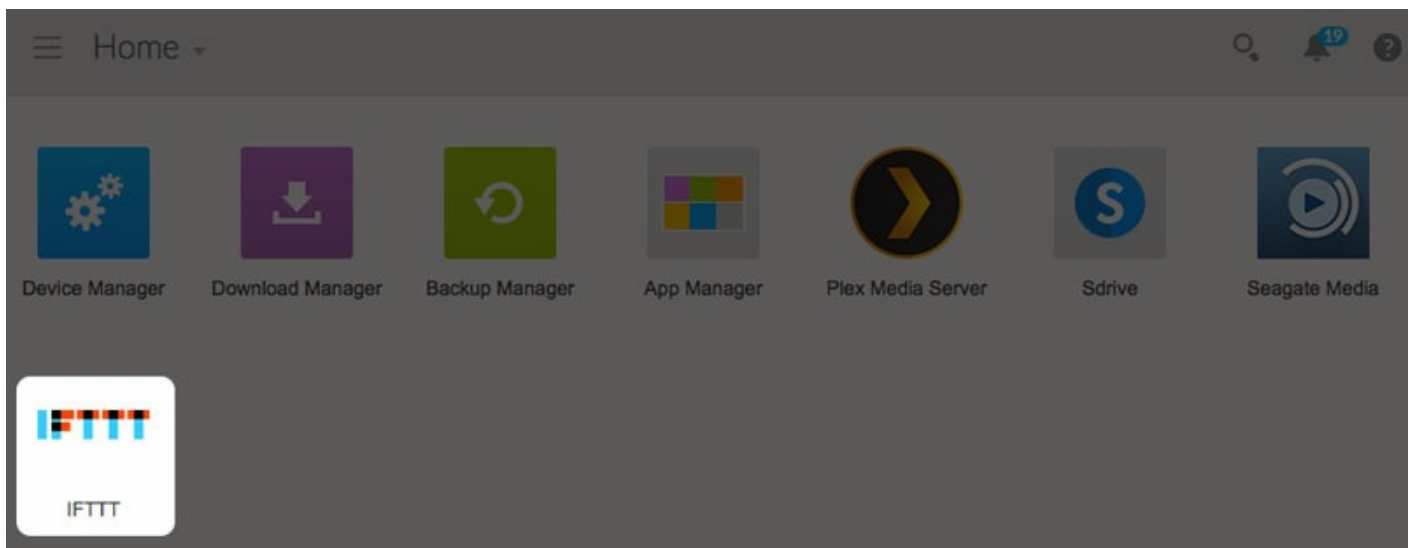 Home
19
?
Device Manager
Download Manager
Backup Manager
App Manager
Plex Media Server
S
Sdrive
Seagate Media
IFTTT
IFTTT